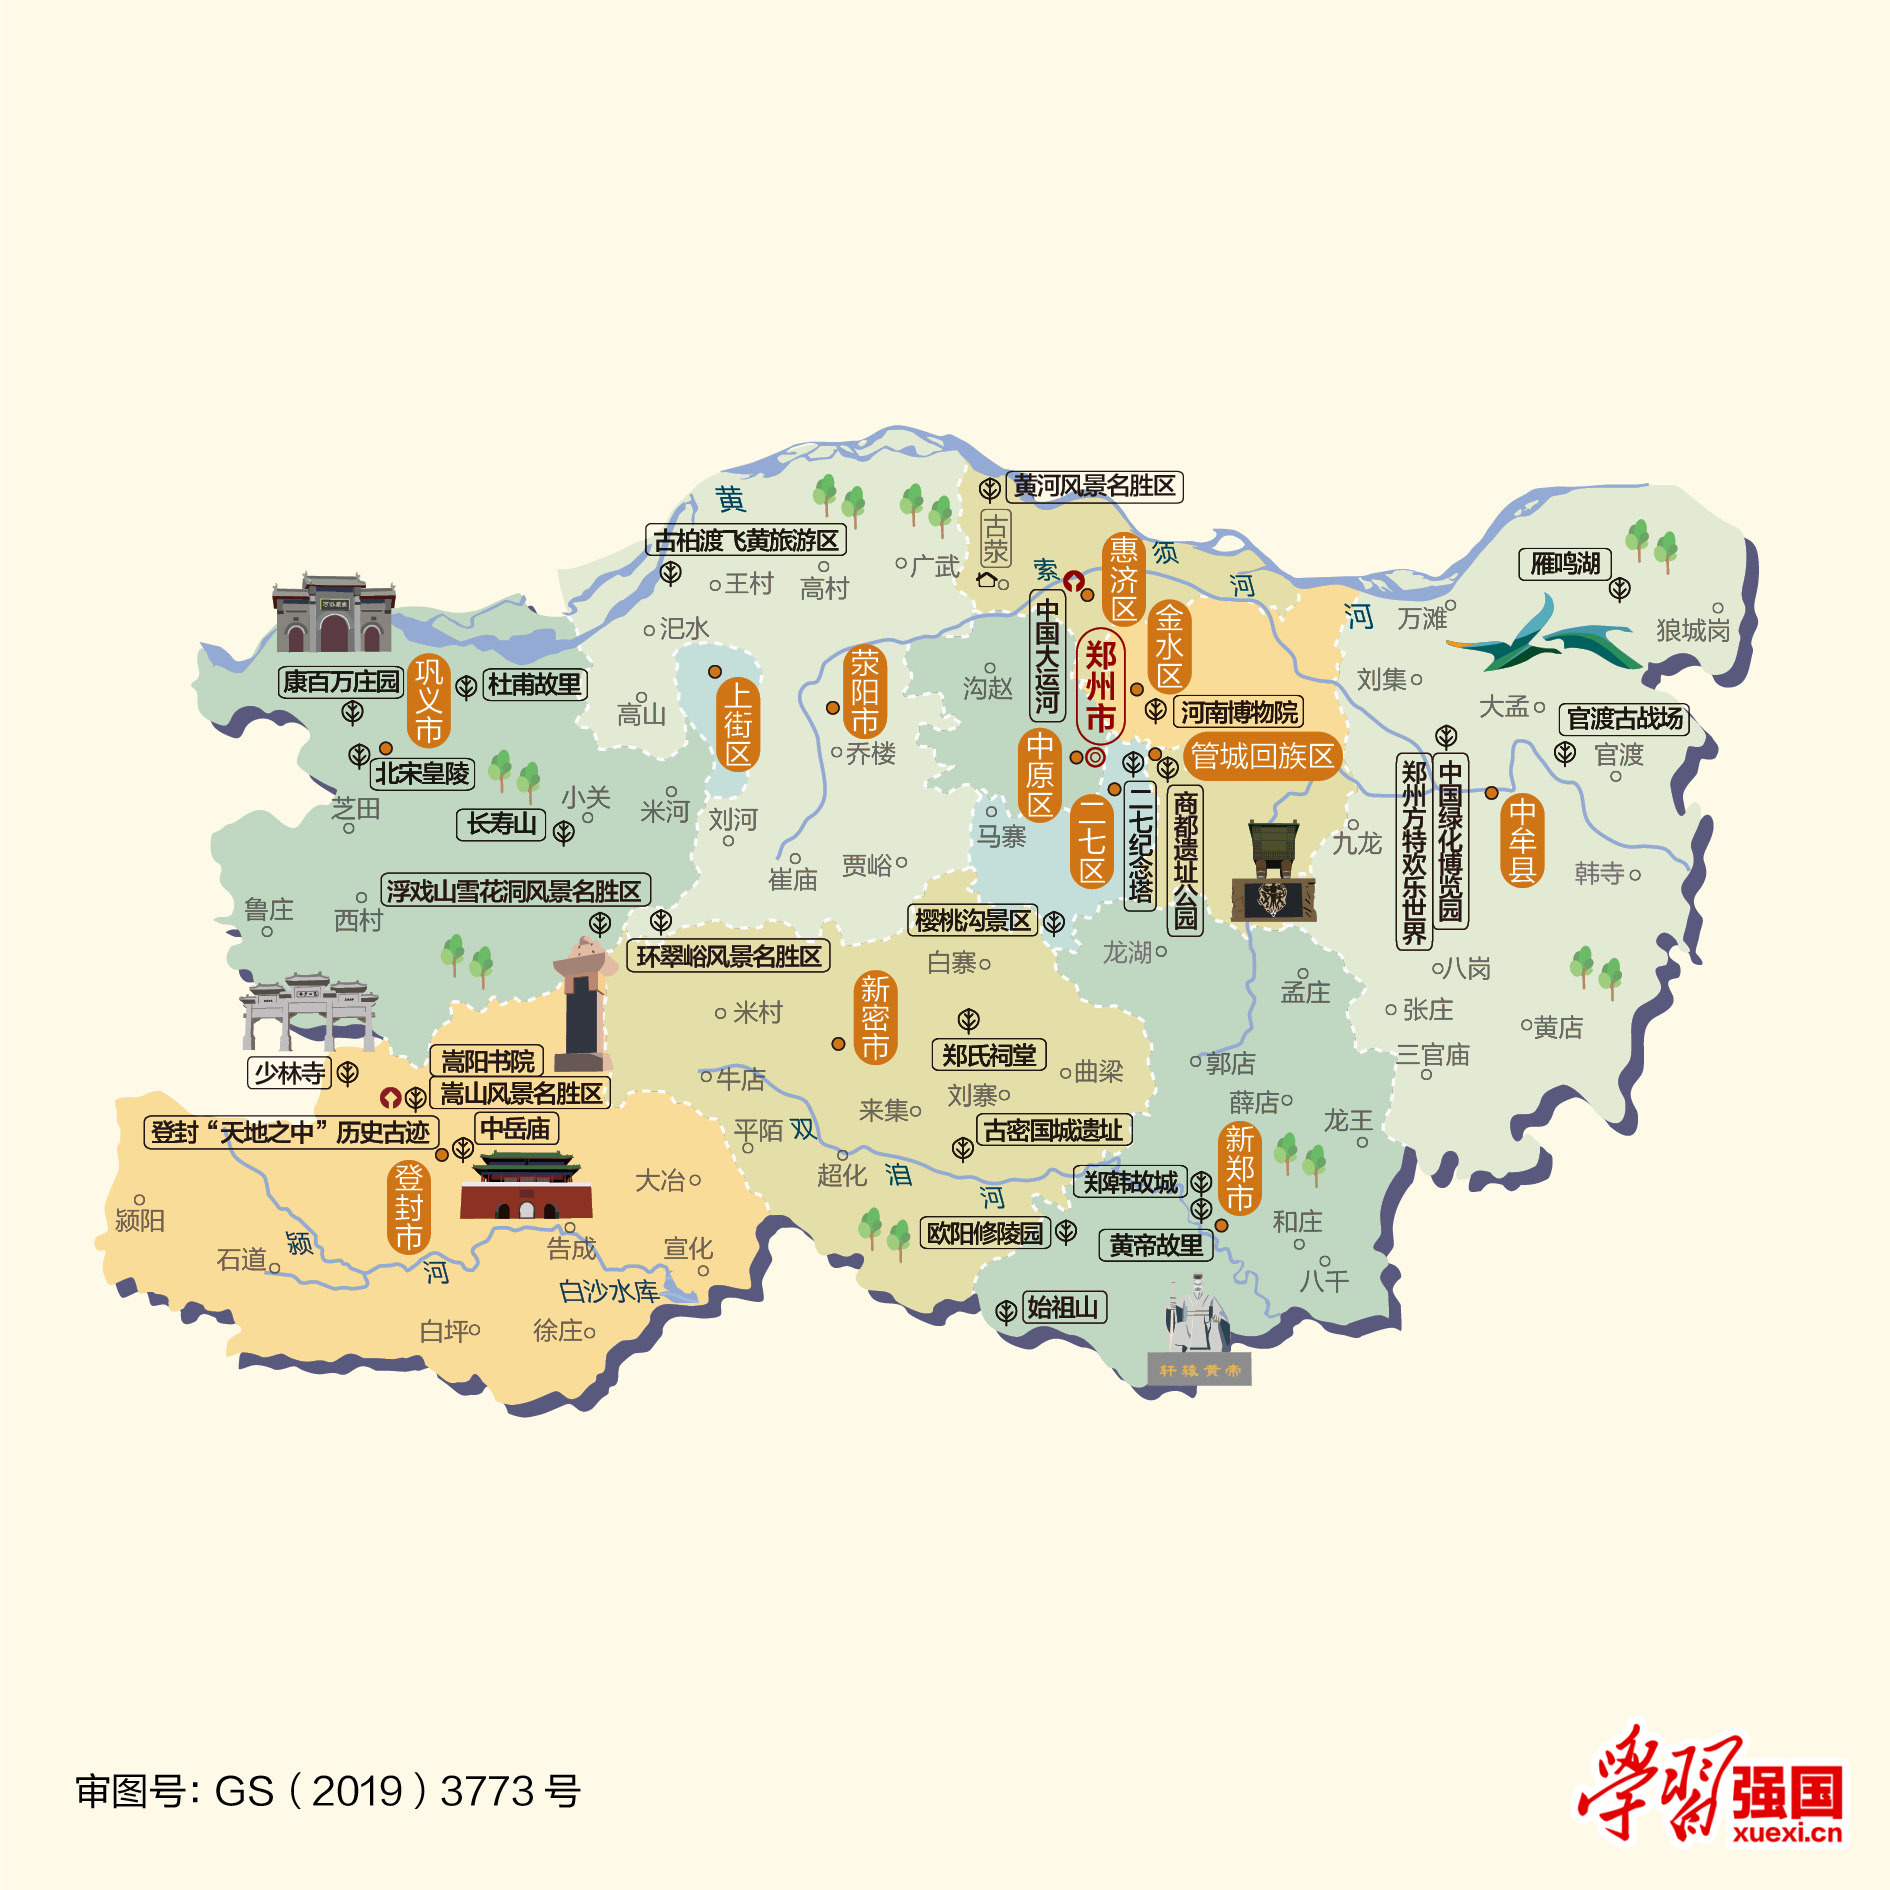 黄河风景名胜区
黄
古柏渡飞黄旅游区
古荥
惠济区
须
索
河
雁鸣湖
王村
高村
广武
中国大运河
金水区
河
万滩
狼城岗
汜水
郑州市
康百万庄园
巩义市
杜甫故里
上街区
荥阳市
沟赵
刘集
高山
河南博物院
大孟
官渡古战场
北宋皇陵
乔楼
中原区
管城回族区
官渡
芝田
小关
长寿山
米河
刘河
马寨
二七区
二七纪念塔
商都遗址公园
九龙
郑州方特欢乐世界
中国绿化博览园
中牟县
崔庙
贾峪
韩寺
浮戏山雪花洞风景名胜区
鲁庄
西村
樱桃沟景区
环翠峪风景名胜区
白寨
龙湖
八岗
新密市
孟庄
米村
张庄
黄店
少林寺
嵩阳书院
郑氏祠堂
三官庙
嵩山风景名胜区
牛店
曲梁
郭店
刘寨
来集
薛店
龙王
登封“天地之中”历史古迹
中岳庙
平陌
双
古密国城遗址
新郑市
登封市
大冶
超化
洎
河
郑韩故城
颍阳
颍
欧阳修陵园
黄帝故里
和庄
石道
河
告成
宣化
八千
白沙水库
始祖山
白坪
徐庄
轩辕黄帝
审图号：GS（2019）3773号
学习强国
xuexi.cn